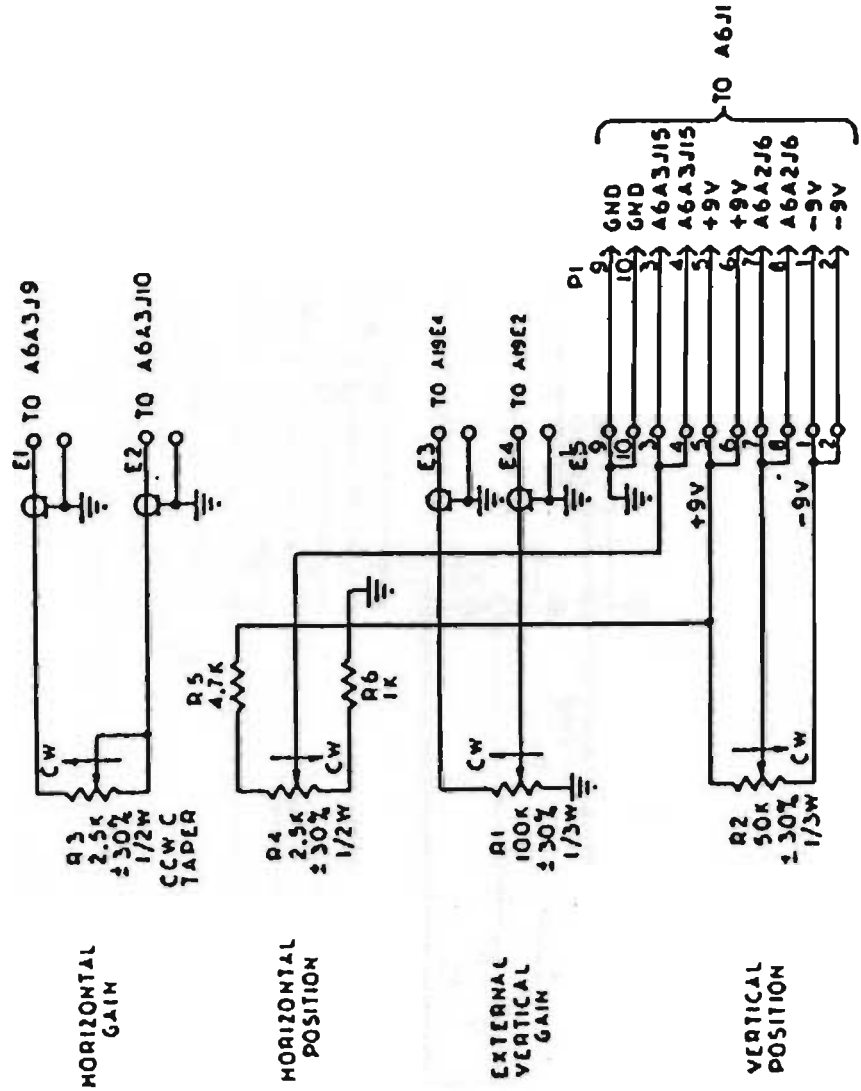 HORIZONTAL
GAIN
R3
2.5K
±30%
1/2W
CCW C
TAPER
CW
E1
TO A6A3J9
E2
TO A6A3J10
HORIZONTAL
POSITION
R4
2.5K
±30%
1/2W
CW
R5
4.7K
R6
1K
EXTERNAL
VERTICAL
GAIN
R1
100K
±30%
1/3W
CW
E3
TO A19E4
E4
TO A19E2
VERTICAL
POSITION
R2
50K
±30%
1/3W
CW
+9V
-9V
E5
9
10
3
4
5
6
7
8
1
2
P1
9 GND
10 GND
3 A6A3J15
4 A6A3J15
5 +9V
6 +9V
7 A6A2J6
8 A6A2J6
1 -9V
2 -9V
TO A6J1